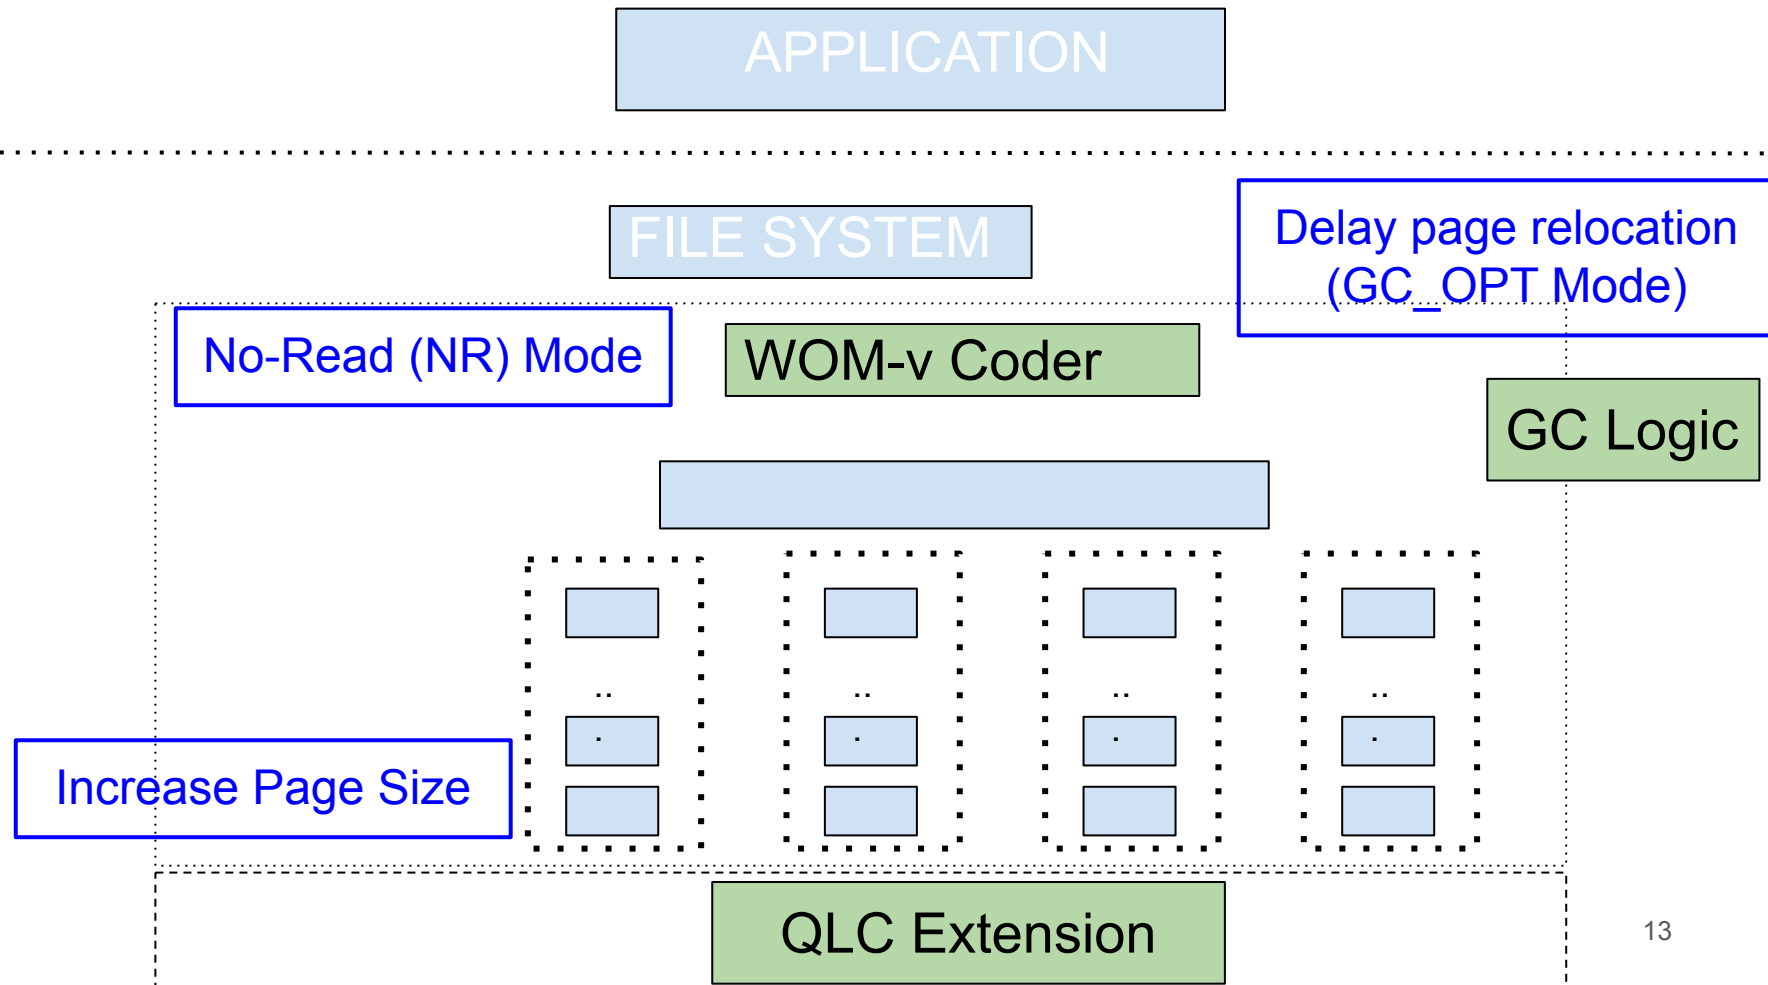 APPLICATION
FILE SYSTEM
Delay page relocation
(GC_OPT Mode)
No-Read (NR) Mode
WOM-v Coder
GC Logic
..
..
..
..
.
.
.
.
Increase Page Size
QLC Extension
13